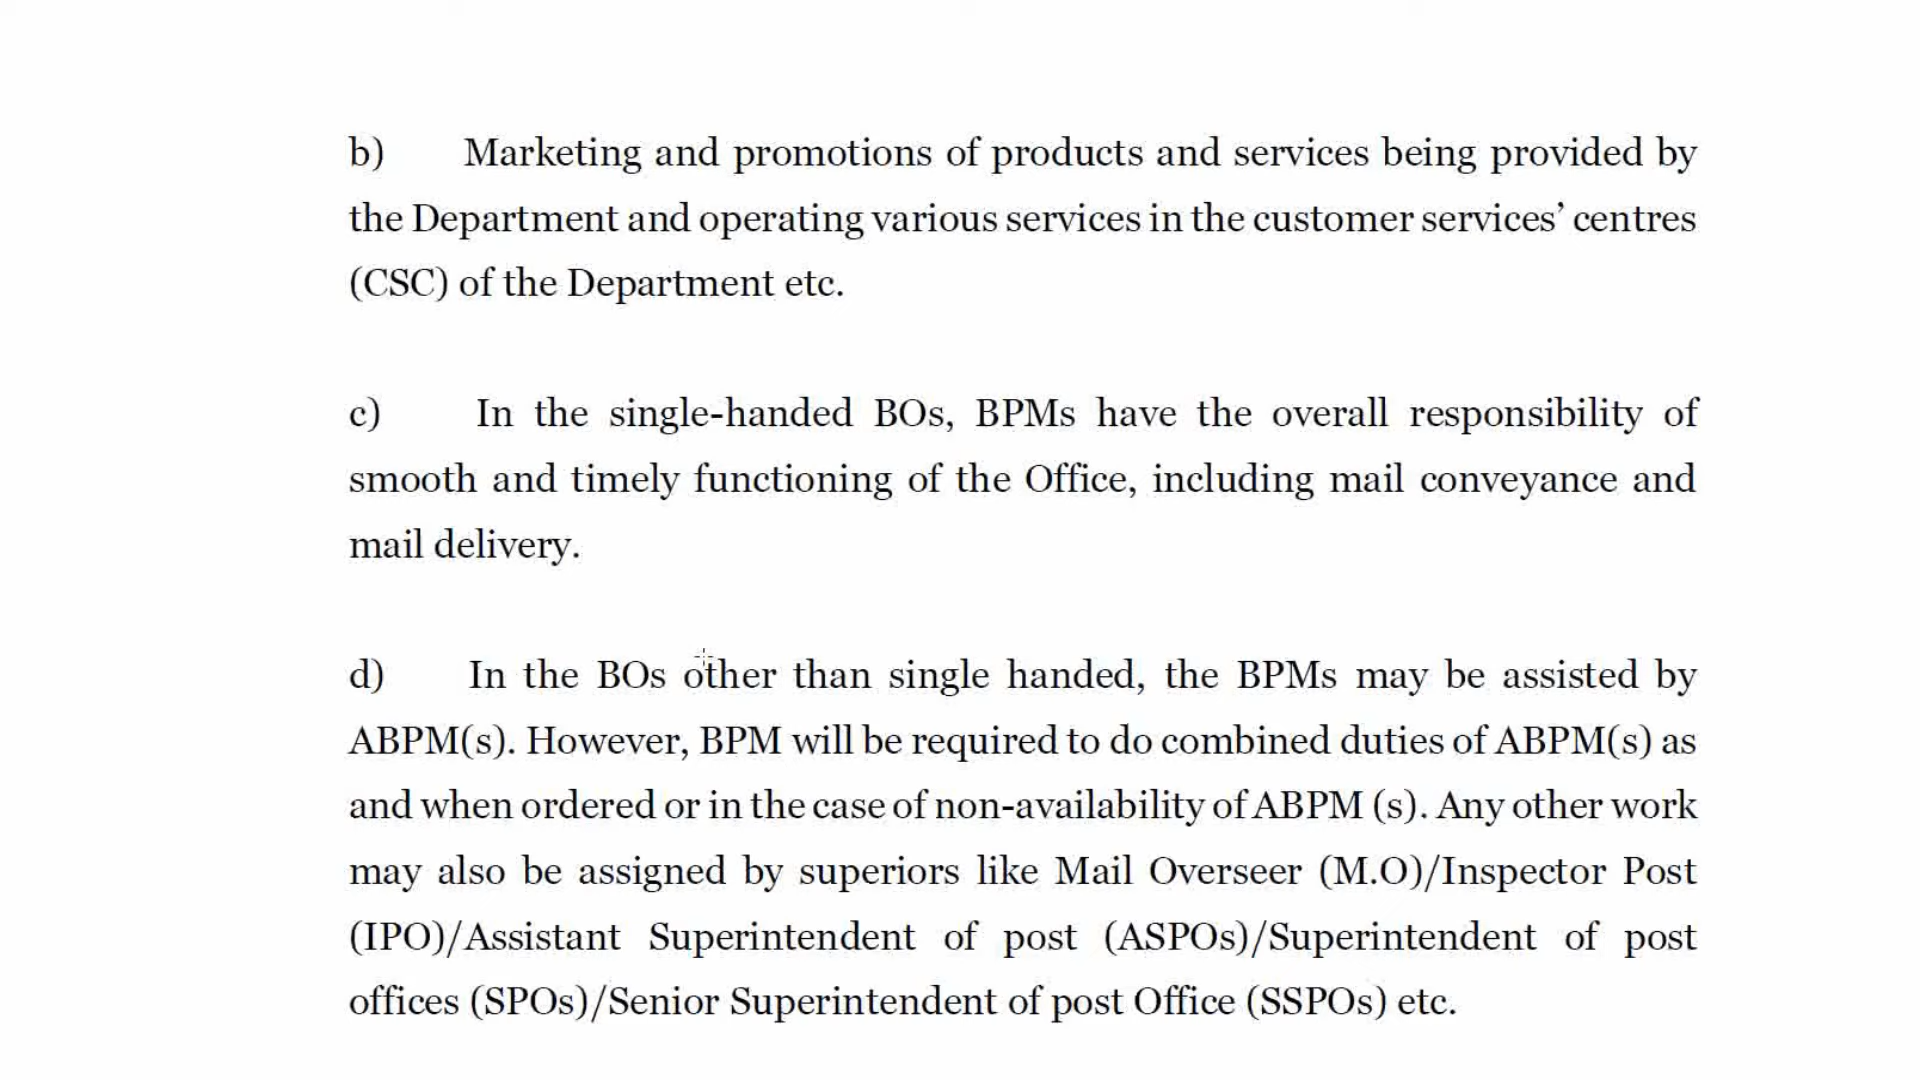 b) Marketing and promotions of products and services being provided by
the Department and operating various services in the customer services’ centres
(CSC) of the Department etc.
c) In the single-handed BOs, BPMs have the overall responsibility of
smooth and timely functioning of the Office, including mail conveyance and
mail delivery.
d) In the BOs other than single handed, the BPMs may be assisted by
ABPM(s). However, BPM will be required to do combined duties of ABPM(s) as
and when ordered or in the case of non-availability of ABPM (s). Any other work
may also be assigned by superiors like Mail Overseer (M.O)/Inspector Post
(IPO)/Assistant Superintendent of post (ASPOs)/Superintendent of post
offices (SPOs)/Senior Superintendent of post Office (SSPOs) etc.